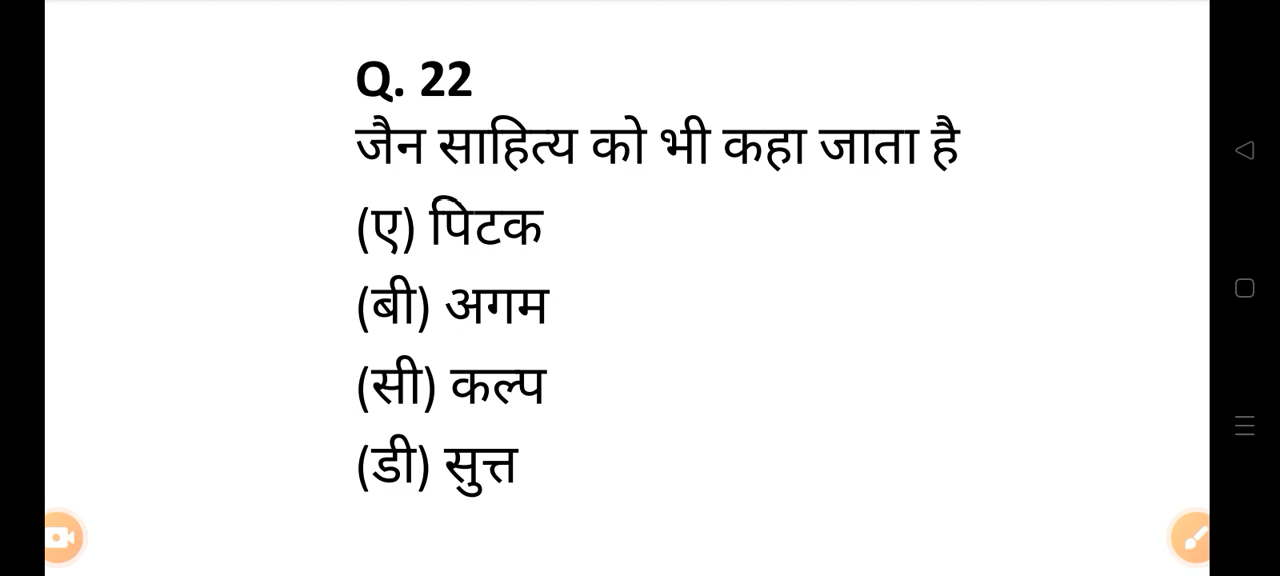 Q. 22
जैन साहित्य को भी कहा जाता है
(ए) पिटक
(बी) अगम
(सी) कल्प
(डी) सुत्त